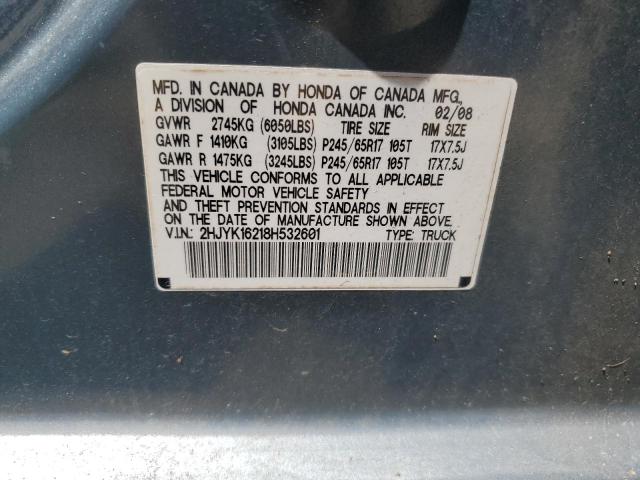 MFD. IN CANADA BY HONDA OF CANADA MFG.,
A DIVISION OF HONDA CANADA INC. 02/08
GVWR 2745KG (6050LBS) TIRE SIZE RIM SIZE
GAWR F 1410KG (3105LBS) P245/65R17 105T 17X7.5J
GAWR R 1475KG (3245LBS) P245/65R17 105T 17X7.5J
THIS VEHICLE CONFORMS TO ALL APPLICABLE
FEDERAL MOTOR VEHICLE SAFETY
AND THEFT PREVENTION STANDARDS IN EFFECT
ON THE DATE OF MANUFACTURE SHOWN ABOVE.
V.I.N.: 2HJYK16218H532601 TYPE: TRUCK